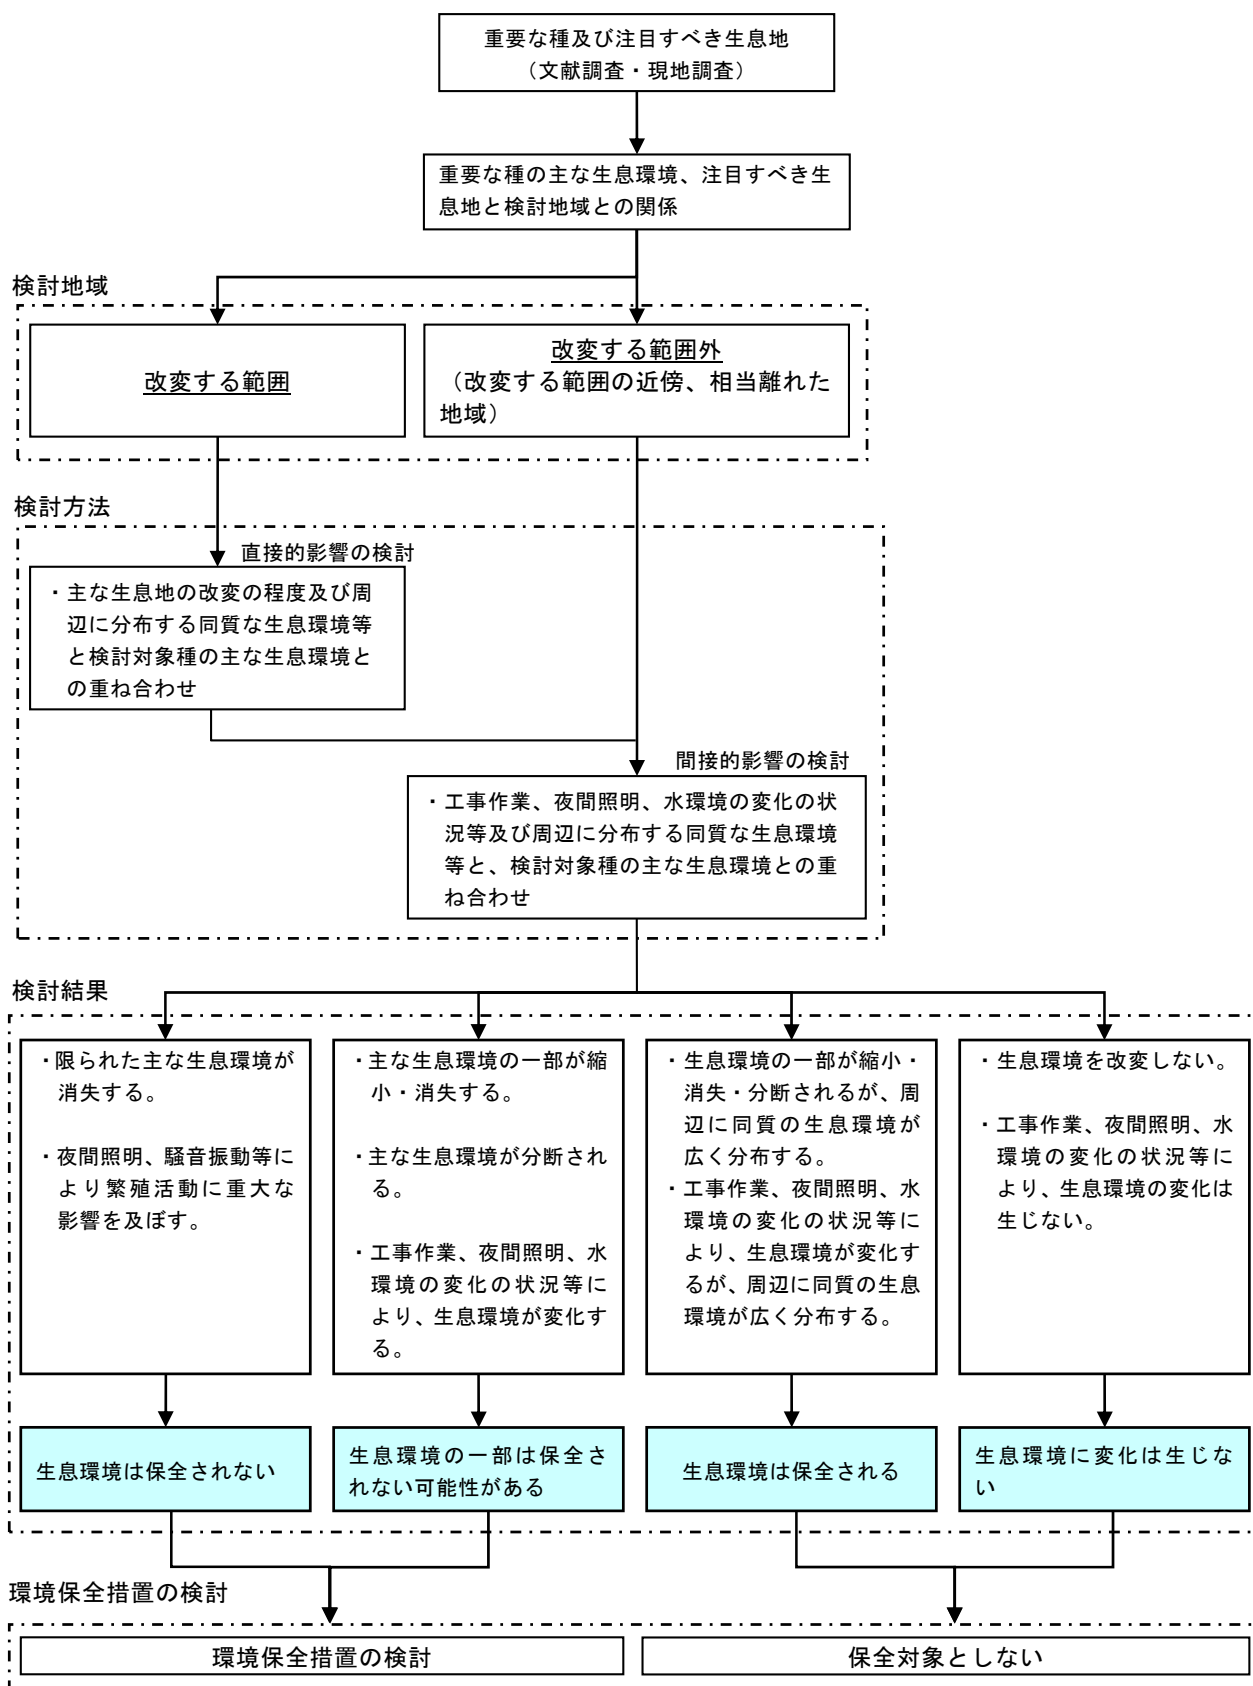 重要な種及び注目すべき生息地
（文献調査・現地調査）
重要な種の主な生息環境、注目すべき生
息地と検討地域との関係
検討地域
改変する範囲
改変する範囲外
（改変する範囲の近傍、相当離れた
地域）
検討方法
直接的影響の検討
・主な生息地の改変の程度及び周
辺に分布する同質な生息環境等
と検討対象種の主な生息環境と
の重ね合わせ
間接的影響の検討
・工事作業、夜間照明、水環境の変化の状
況等及び周辺に分布する同質な生息環境
等と、検討対象種の主な生息環境との重
ね合わせ
検討結果
・限られた主な生息環境が
消失する。
・夜間照明、騒音振動等に
より繁殖活動に重大な
影響を及ぼす。
・主な生息環境の一部が縮
小・消失する。
・主な生息環境が分断され
る。
・工事作業、夜間照明、水
環境の変化の状況等に
より、生息環境が変化す
る。
・生息環境の一部が縮小・
消失・分断されるが、周
辺に同質の生息環境が
広く分布する。
・工事作業、夜間照明、水
環境の変化の状況等に
より、生息環境が変化す
るが、周辺に同質の生息
環境が広く分布する。
・生息環境を改変しない。
・工事作業、夜間照明、水
環境の変化の状況等に
より、生息環境の変化は
生じない。
生息環境は保全されない
生息環境の一部は保全さ
れない可能性がある
生息環境は保全される
生息環境に変化は生じな
い
環境保全措置の検討
環境保全措置の検討
保全対象としない